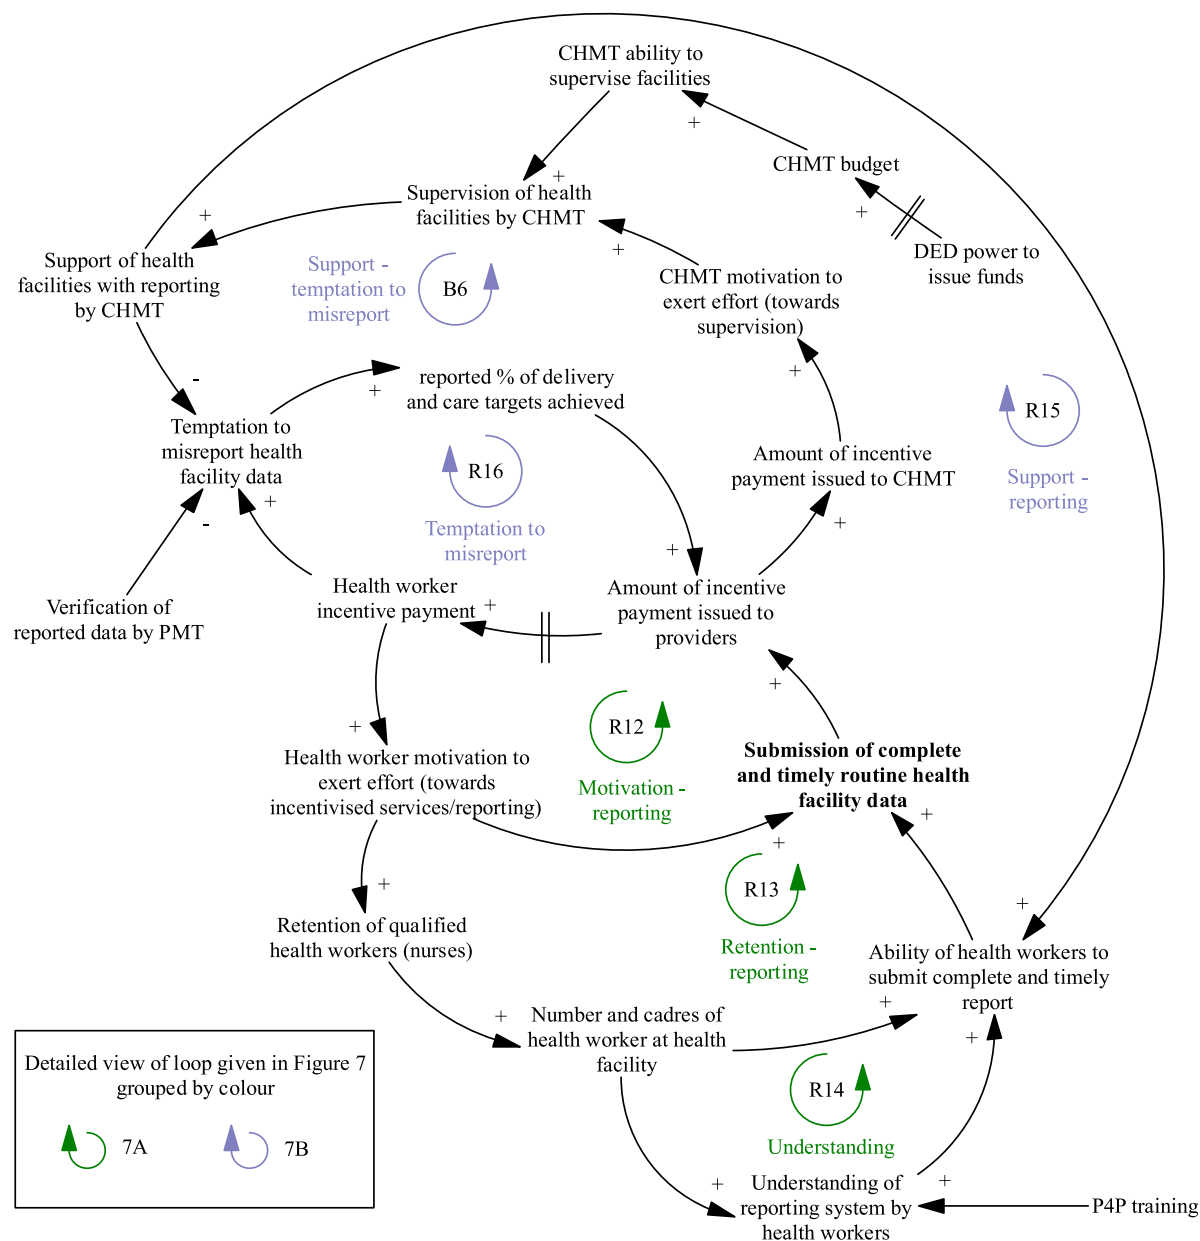 CHMT ability to
supervise facilities
+
CHMT budget
+
Supervision of health
facilities by CHMT
+
+
+
DED power to
issue funds
Support of health
facilities with reporting
by CHMT
Support -
temptation to
misreport
B6
CHMT motivation to
exert effort (towards
supervision)
-
+
reported % of delivery
and care targets achieved
+
R15
Support -
reporting
Temptation to
misreport health
facility data
R16
Temptation to
misreport
Amount of incentive
payment issued to CHMT
+
-
+
+
Verification of
reported data by PMT
Health worker
incentive payment
+
Amount of incentive
payment issued to
providers
+
R12
Motivation -
reporting
+
Health worker motivation to
exert effort (towards
incentivised services/reporting)
Submission of complete
and timely routine health
facility data
+
+
+
R13
Retention -
reporting
+
Retention of qualified
health workers (nurses)
Ability of health workers to
submit complete and timely
report
+
Number and cadres of
health worker at health
facility
+
+
R14
Understanding
+
Understanding of
reporting system by
health workers
+
P4P training
Detailed view of loop given in Figure 7
grouped by colour
7A
7B